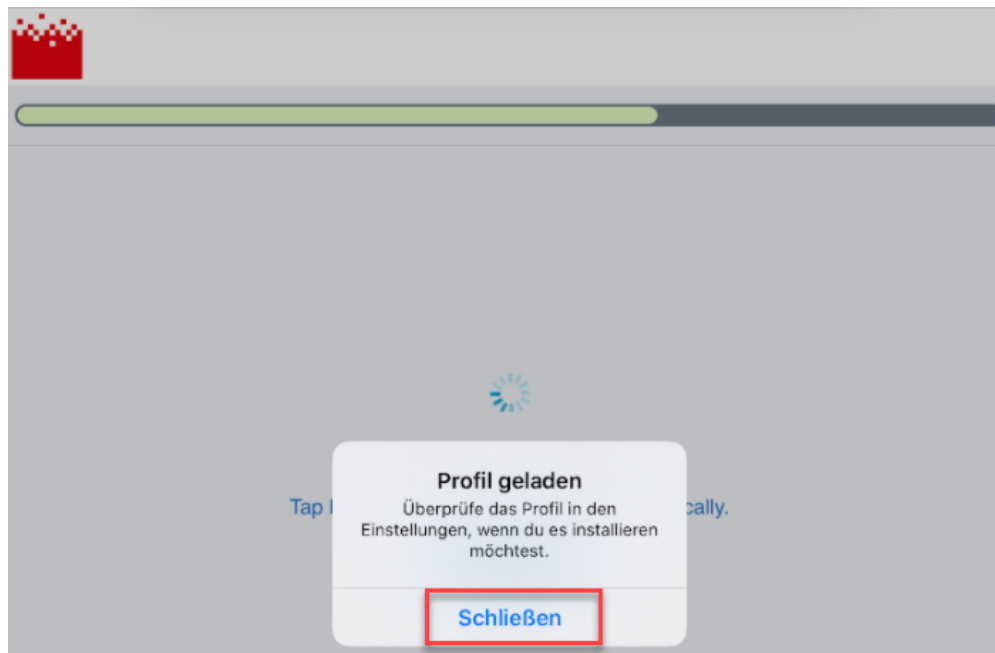 Profil geladen
Tap
Überprüfe das Profil in den
cally.
Einstellungen, wenn du es installieren
möchtest.
Schließen